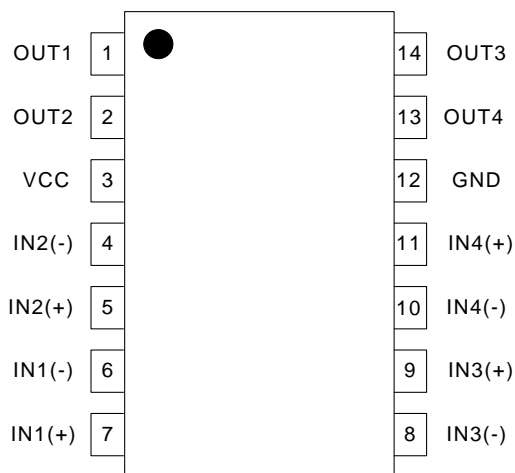 OUT1 1 14 OUT3
OUT2 2 13 OUT4
VCC 3 12 GND
IN2(-) 4 11 IN4(+)
IN2(+) 5 10 IN4(-)
IN1(-) 6 9 IN3(+)
IN1(+) 7 8 IN3(-)